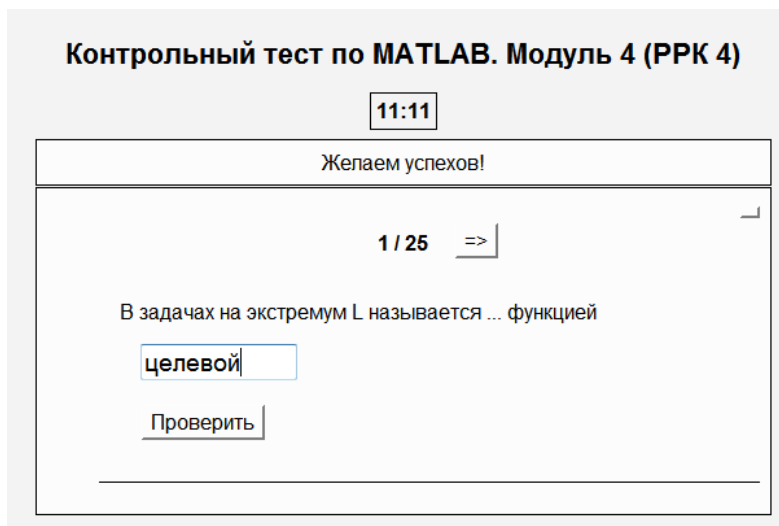 Контрольный тест по MATLAB. Модуль 4 (РРК 4)
11:11
Желаем успехов!
1 / 25 =>
В задачах на экстремум L называется ... функцией
целевой
Проверить